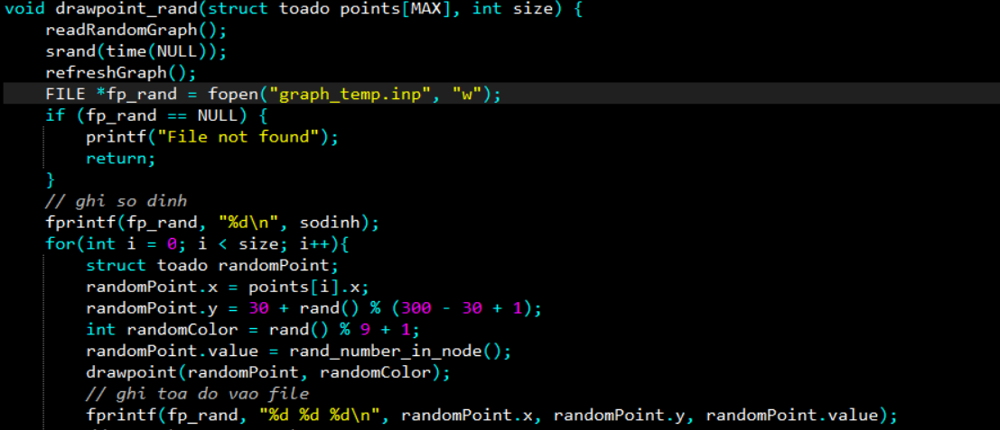 void drawpoint_rand(struct toado points[MAX], int size) {
    readRandomGraph();
    srand(time(NULL));
    refreshGraph();
    FILE *fp_rand = fopen("graph_temp.inp", "w");
    if (fp_rand == NULL) {
        printf("File not found");
        return;
    }
    // ghi so dinh
    fprintf(fp_rand, "%d\n", sodinh);
    for(int i = 0; i < size; i++){
        struct toado randomPoint;
        randomPoint.x = points[i].x;
        randomPoint.y = 30 + rand() % (300 - 30 + 1);
        int randomColor = rand() % 9 + 1;
        randomPoint.value = rand_number_in_node();
        drawpoint(randomPoint, randomColor);
        // ghi toa do vao file
        fprintf(fp_rand, "%d %d %d\n", randomPoint.x, randomPoint.y, randomPoint.value);